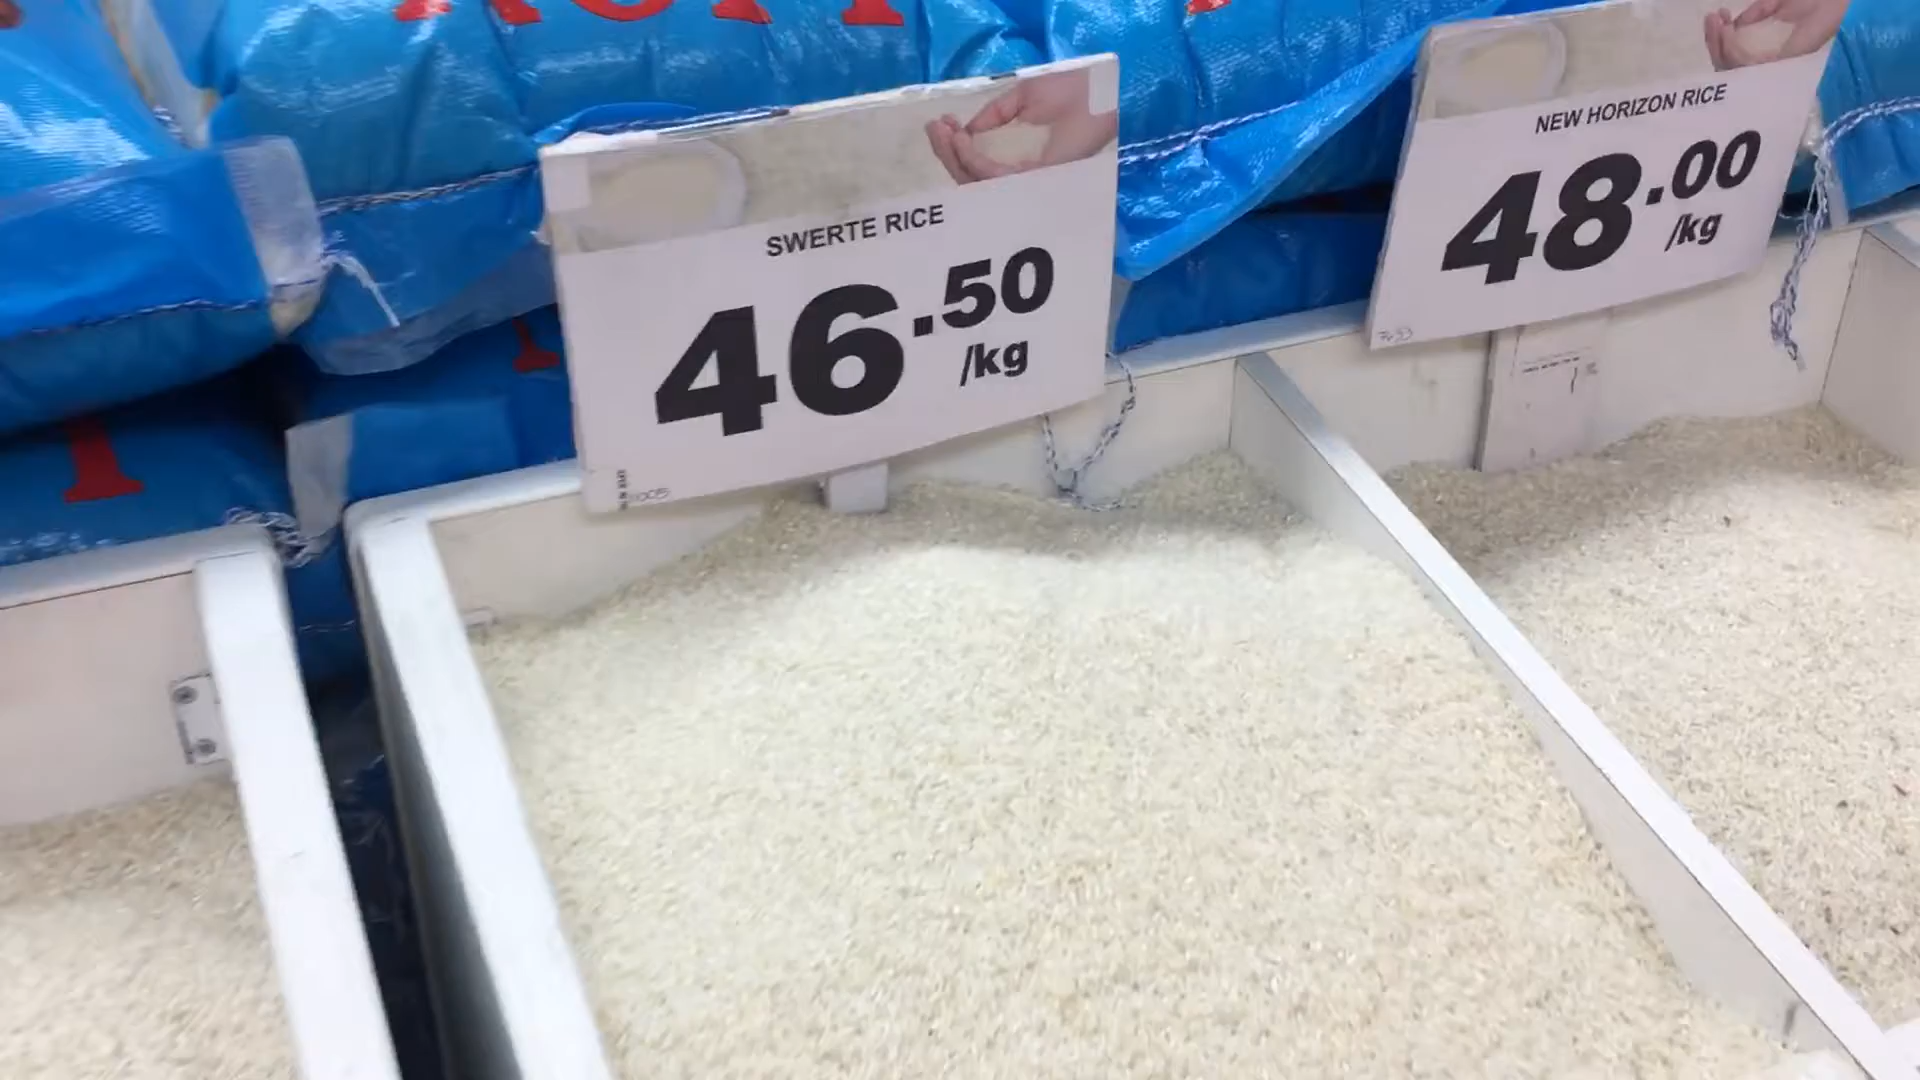 SWERTE RICE
46.50
/kg
NEW HORIZON RICE
48.00
/kg